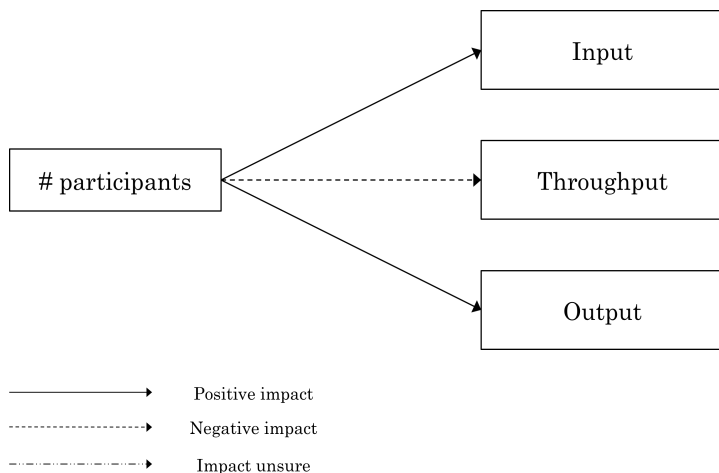 Input
# participants
Throughput
Output
Positive impact
Negative impact
Impact unsure